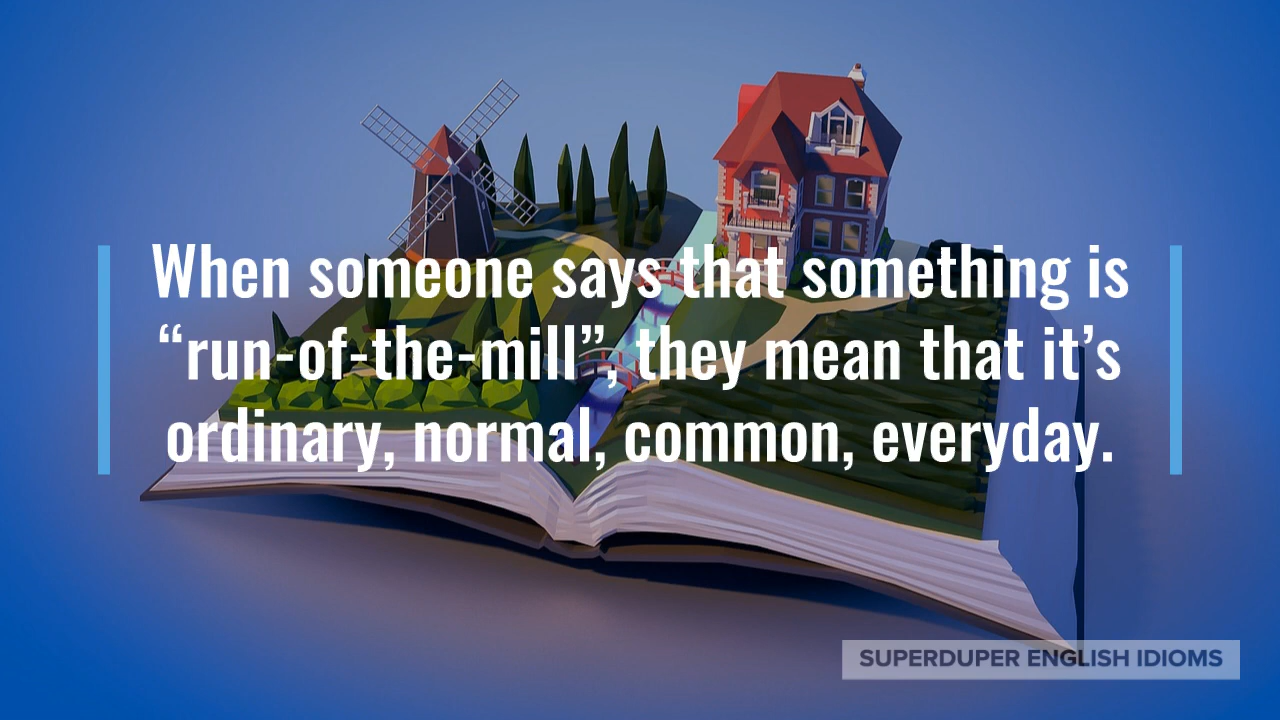 When someone says that something is
“run-of-the-mill”, they mean that it’s
ordinary, normal, common, everyday.
SUPERDUPER ENGLISH IDIOMS